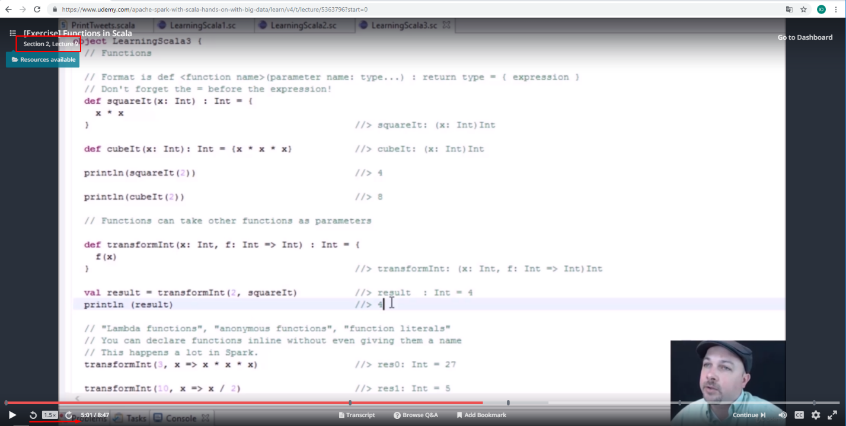 https://www.udemy.com/apache-spark-with-scala-hands-on-with-big-data/learn/v4/t/lecture/5363796?start=0
PrintTweets.scala LearningScala1.sc LearningScala2.sc LearningScala3.sc
[Exercise] Functions in Scala
Section 2, Lecture
Go to Dashboard
Resources available
object LearningScala3 {
// Functions
// Format is def <function name>(parameter name: type...) : return type = { expression }
// Don't forget the = before the expression!
def squareIt(x: Int) : Int = {
x * x
} //> squareIt: (x: Int)Int
def cubeIt(x: Int): Int = {x * x * x} //> cubeIt: (x: Int)Int
println(squareIt(2)) //> 4
println(cubeIt(2)) //> 8
// Functions can take other functions as parameters
def transformInt(x: Int, f: Int => Int) : Int = {
f(x)
} //> transformInt: (x: Int, f: Int => Int)Int
val result = transformInt(2, squareIt) //> result : Int = 4
println (result) //> 4
// "Lambda functions", "anonymous functions", "function literals"
// You can declare functions inline without even giving them a name
// This happens a lot in Spark.
transformInt(3, x => x * x * x) //> res0: Int = 27
transformInt(10, x => x / 2) //> res1: Int = 5
Tasks Console
1.5x 5:01 / 8:47 Transcript Browse Q&A Add Bookmark Continue